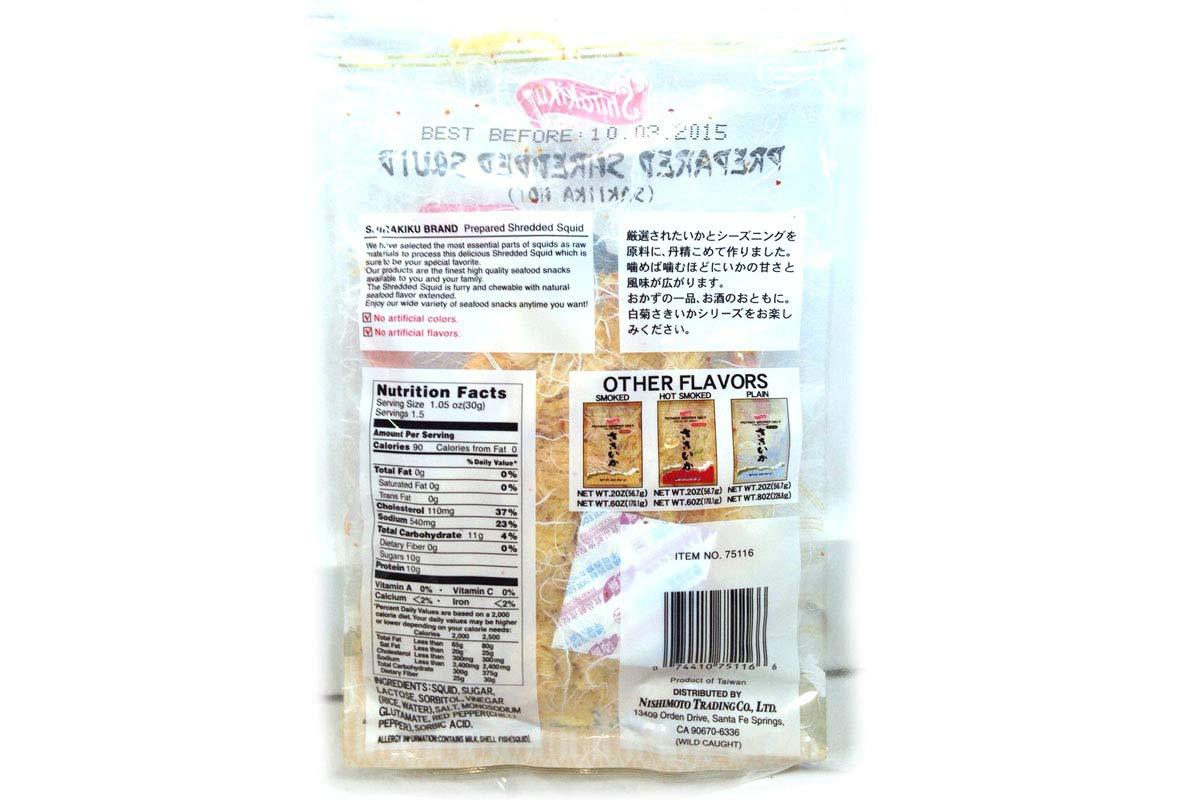 Shirakiku
BEST BEFORE:10.03.2015
PREPARED SHREDDED SQUID
(SAKIIKA HOT)
SHIRAKIKU BRAND Prepared Shredded Squid
We have selected the most essential parts of squids as raw
materials to process this delicious Shredded Squid which is
sure to be your special favorite.
Our products are the finest high quality seafood snacks
available to you and your family.
The Shredded Squid is furry and chewable with natural
seafood flavor extended.
Enjoy our wide variety of seafood snacks anytime you want!
No artificial colors.
No artificial flavors.
厳選されたいかとシーズニングを
原料に、丹精こめて作りました。
噛めば噛むほどにいかの甘さと
風味が広がります。
おかずの一品、お酒のおともに。
白菊さきいかシリーズをお楽し
みください。
Nutrition Facts
Serving Size 1.05 oz(30g)
Servings 1.5
Amount Per Serving
Calories 90 Calories from Fat 0
% Daily Value*
Total Fat 0g 0%
Saturated Fat 0g 0%
Trans Fat 0g
Cholesterol 110mg 37%
Sodium 540mg 23%
Total Carbohydrate 11g 4%
Dietary Fiber 0g 0%
Sugars 10g
Protein 10g
Vitamin A 0% · Vitamin C 0%
Calcium <2% · Iron <2%
*Percent Daily Values are based on a 2,000
calorie diet. Your daily values may be higher
or lower depending on your calorie needs:
Calories 2,000 2,500
Total Fat Less than 65g 80g
Sat Fat Less than 20g 25g
Cholesterol Less than 300mg 300mg
Sodium Less than 2,400mg 2,400mg
Total Carbohydrate 300g 375g
Dietary Fiber 25g 30g
INGREDIENTS:SQUID, SUGAR,
LACTOSE, SORBITOL, VINEGAR
(RICE, WATER), SALT, MONOSODIUM
GLUTAMATE, RED PEPPER(CHILLI
PEPPER), SORBIC ACID.
ALLERGY INFORMATION:CONTAINS MILK, SHELL FISH(SQUID).
OTHER FLAVORS
SMOKED HOT SMOKED PLAIN
さきいか さきいか さきいか
NET WT.2OZ(56.7g) NET WT.2OZ(56.7g) NET WT.2OZ(56.7g)
NET WT.6OZ(170.1g) NET WT.6OZ(170.1g) NET WT.8OZ(226.8g)
ITEM NO. 75116
0 74410 75116 6
Product of Taiwan
DISTRIBUTED BY
NISHIMOTO TRADING CO., LTD.
13409 Orden Drive, Santa Fe Springs,
CA 90670-6336
(WILD CAUGHT)